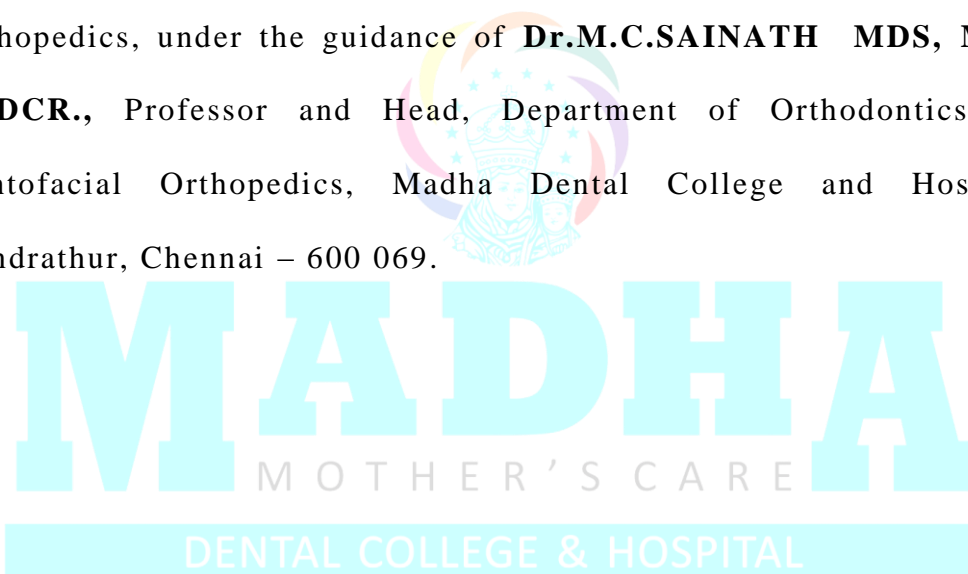 hopedics, under the guidance of Dr.M.C.SAINATH MDS,
DCR., Professor and Head, Department of Orthodontics
ntofacial Orthopedics, Madha Dental College and Hos
ndrathur, Chennai – 600 069.
MADHA
MOTHER'S CARE
DENTAL COLLEGE & HOSPITAL